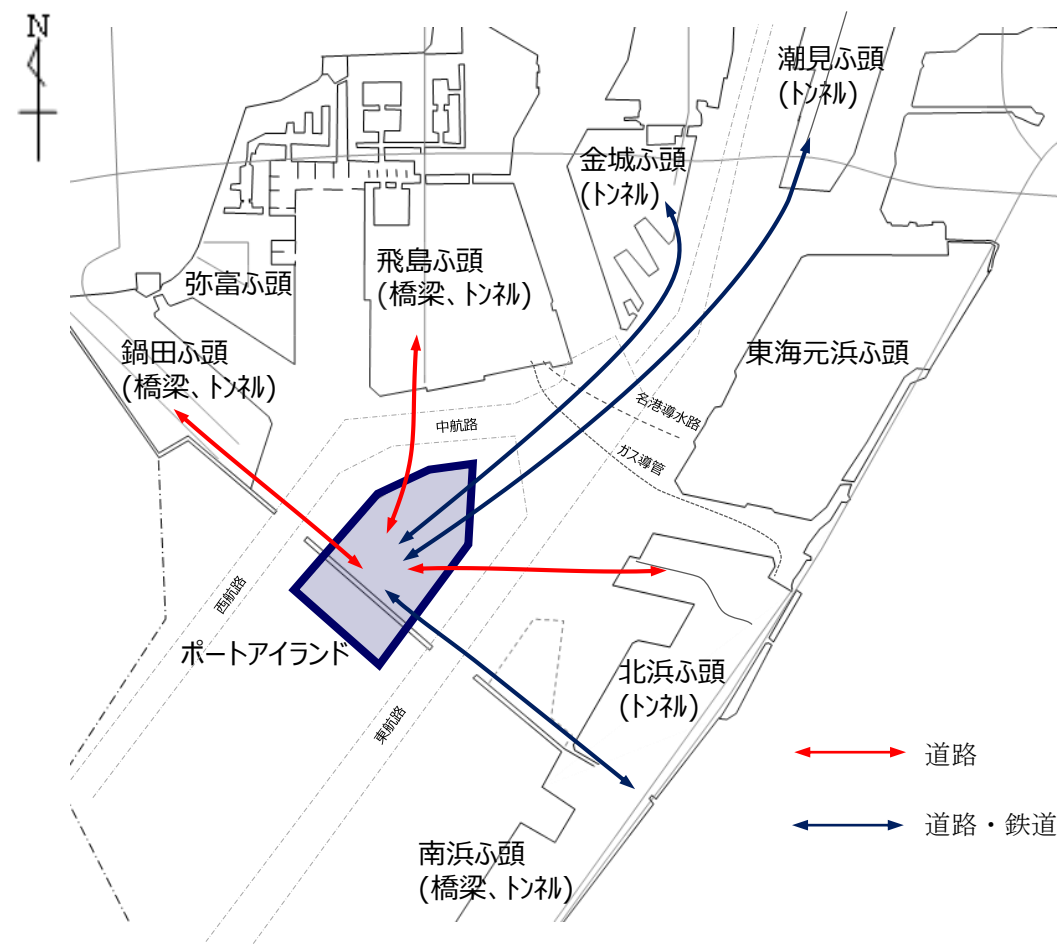 N
潮見ふ頭
(トンネル)
金城ふ頭
(トンネル)
飛島ふ頭
(橋梁、トンネル)
弥富ふ頭
鍋田ふ頭
(橋梁、トンネル)
東海元浜ふ頭
名港導水路
中航路
ガス導管
西航路
ポートアイランド
北浜ふ頭
(トンネル)
東航路
道路
道路・鉄道
南浜ふ頭
(橋梁、トンネル)